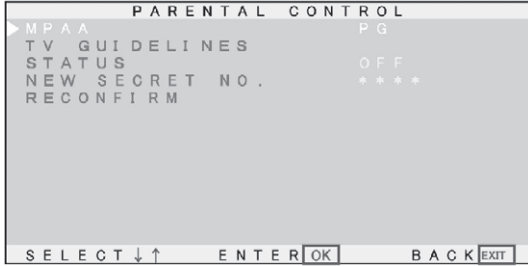 PARENTAL CONTROL
MPAA PG
TV GUIDELINES
STATUS OFF
NEW SECRET NO. ****
RECONFIRM
SELECT↓↑ ENTER OK BACK EXIT